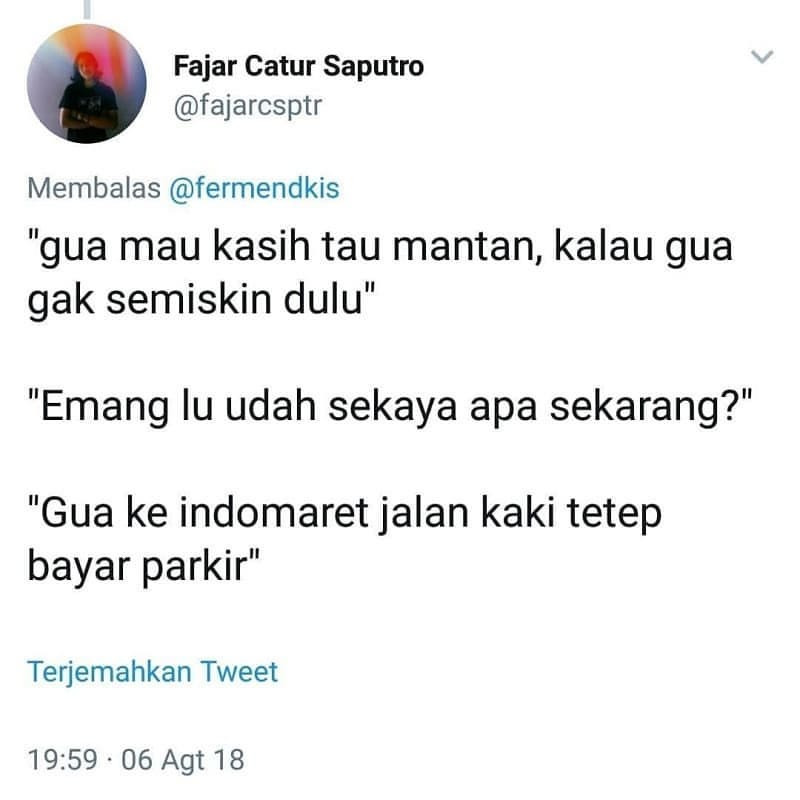 Fajar Catur Saputro
@fajarcsptr
Membalas @fermendkis
"gua mau kasih tau mantan, kalau gua
gak semiskin dulu"
"Emang lu udah sekaya apa sekarang?"
"Gua ke indomaret jalan kaki tetep
bayar parkir"
Terjemahkan Tweet
19:59 · 06 Agt 18